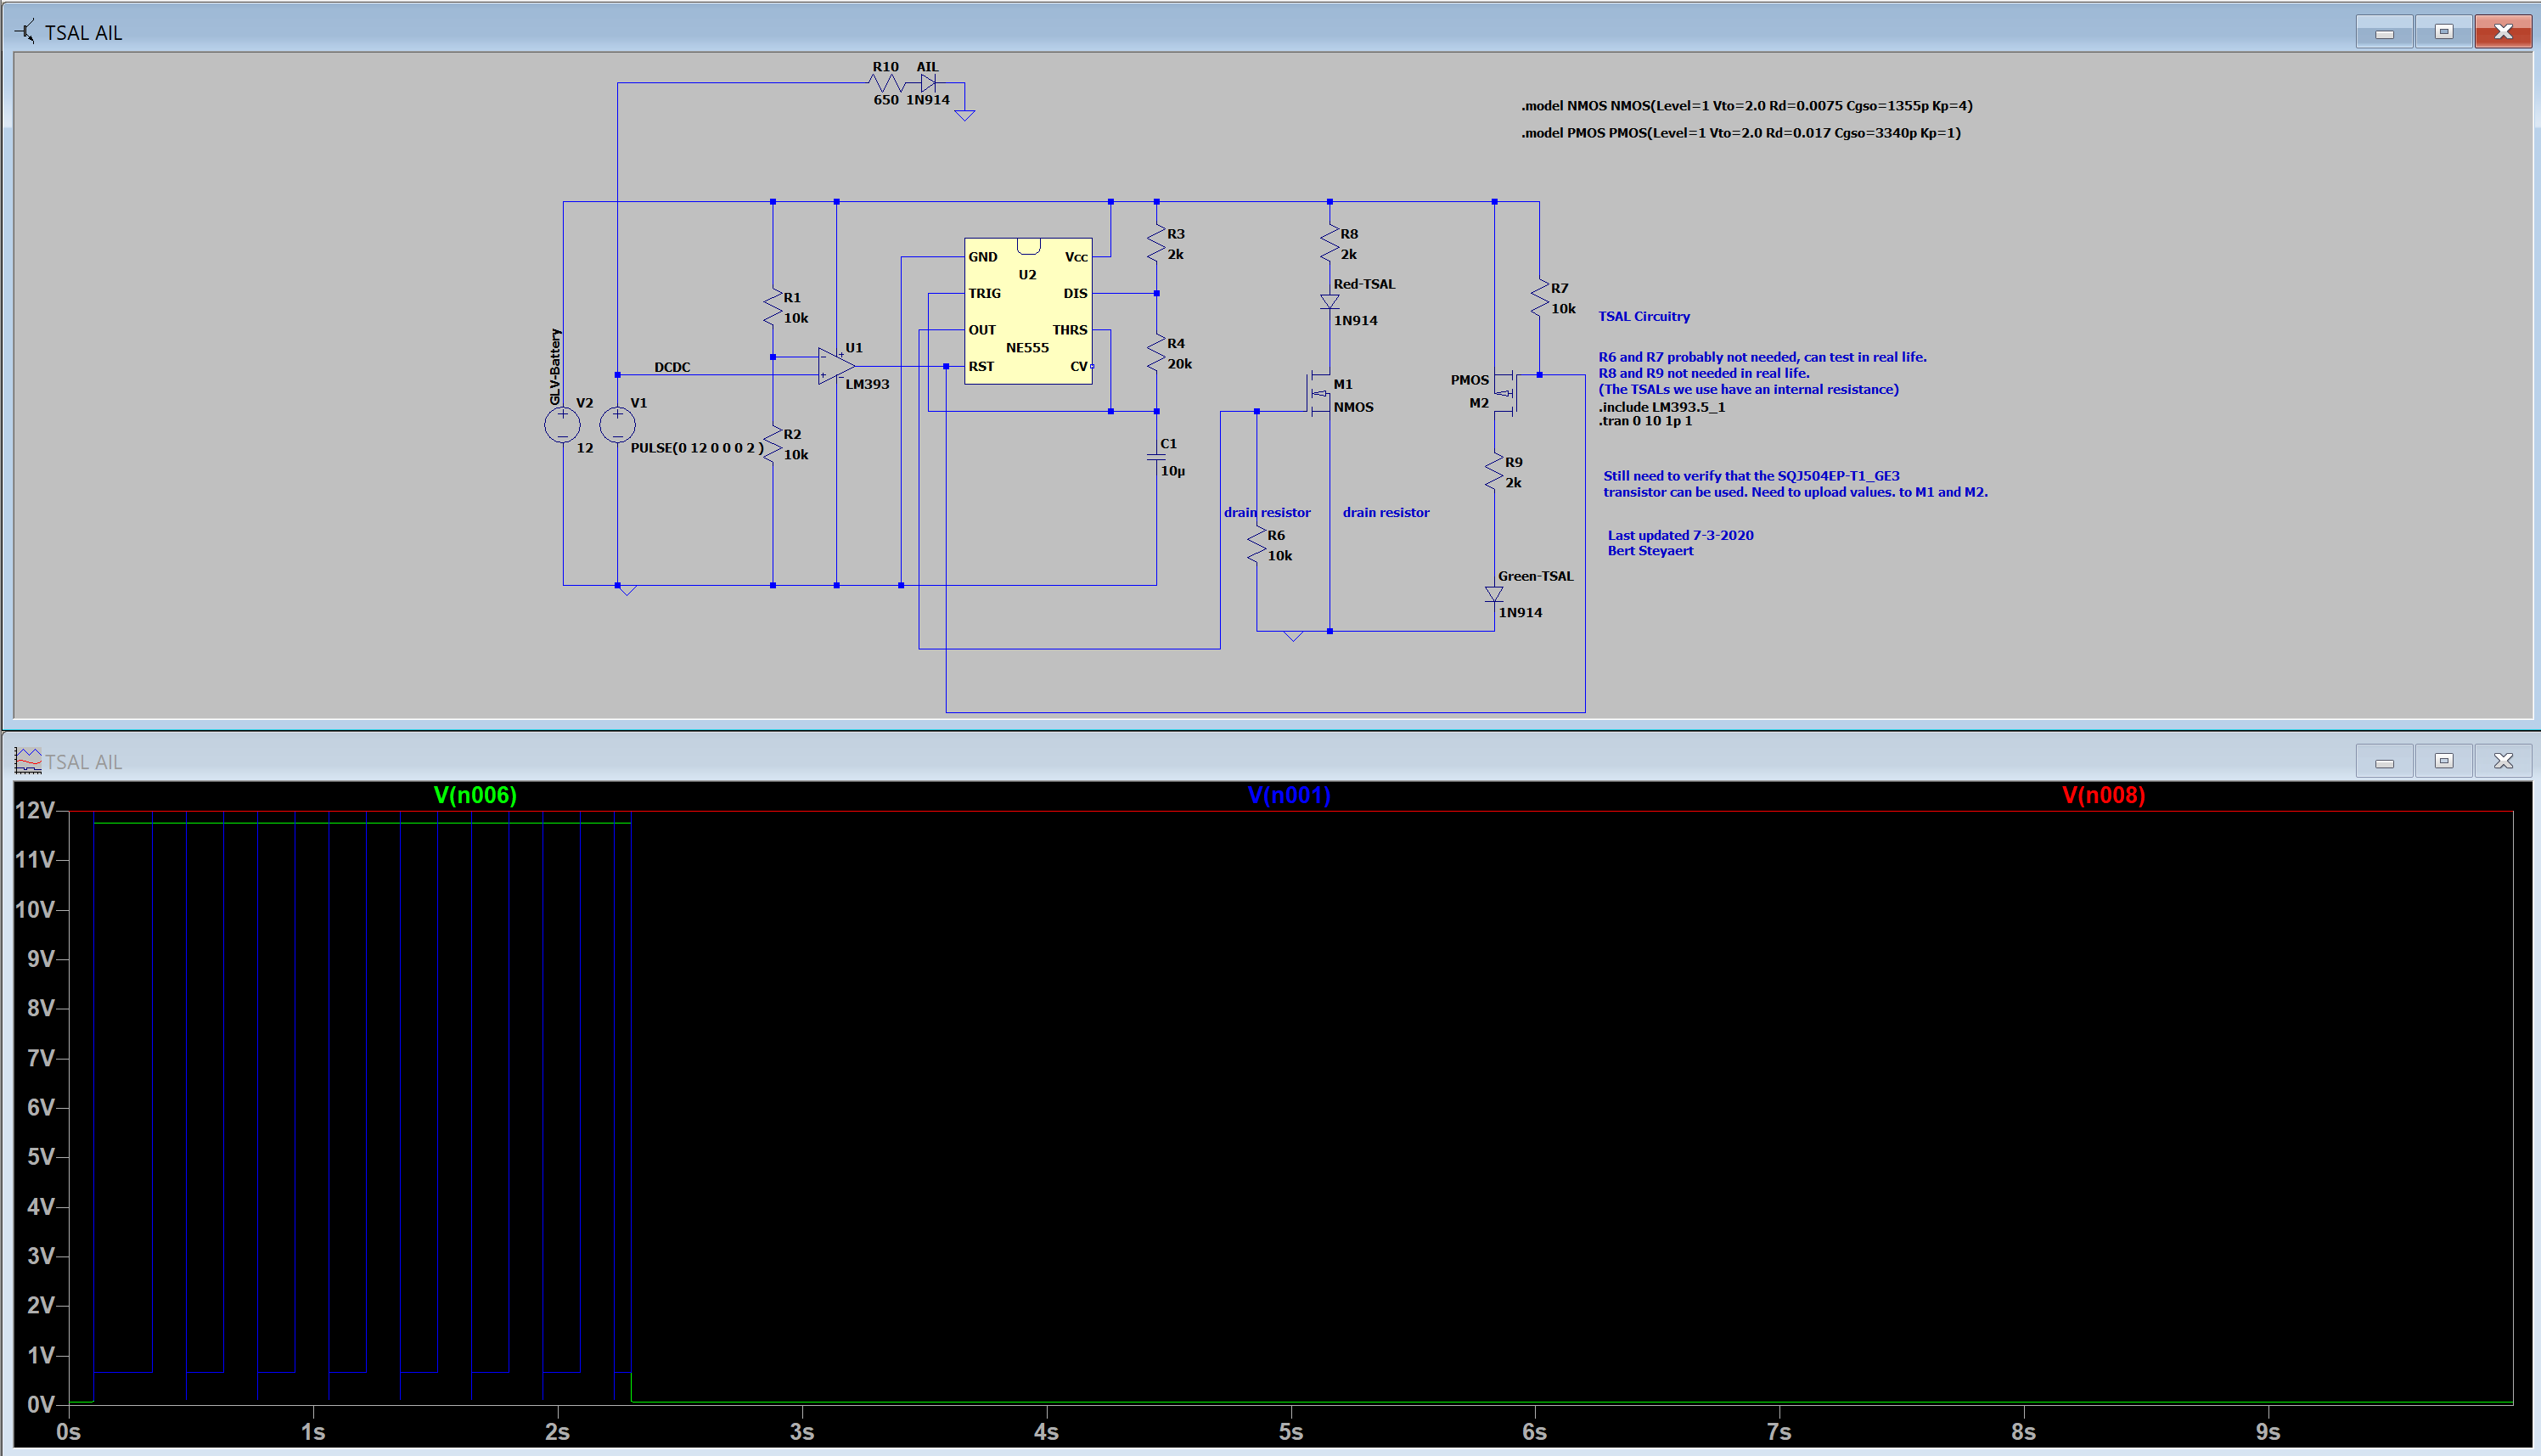 TSAL AIL
R10 AIL
650 1N914
.model NMOS NMOS(Level=1 Vto=2.0 Rd=0.0075 Cgso=1355p Kp=4)
.model PMOS PMOS(Level=1 Vto=2.0 Rd=0.017 Cgso=3340p Kp=1)
GLV-Battery
V2
12
V1
PULSE(0 12 0 0 0 2 )
DCDC
R1
10k
R2
10k
U1
LM393
GND
TRIG
OUT
RST
U2
NE555
Vcc
DIS
THRS
CV
R3
2k
R4
20k
C1
10µ
R8
2k
Red-TSAL
1N914
M1
NMOS
drain resistor
drain resistor
R6
10k
PMOS
M2
R7
10k
R9
2k
Green-TSAL
1N914
TSAL Circuitry
R6 and R7 probably not needed, can test in real life.
R8 and R9 not needed in real life.
(The TSALs we use have an internal resistance)
.include LM393.5_1
.tran 0 10 1p 1
Still need to verify that the SQJ504EP-T1_GE3
transistor can be used. Need to upload values. to M1 and M2.
Last updated 7-3-2020
Bert Steyaert
TSAL AIL
V(n006) V(n001) V(n008)
12V
11V
10V
9V
8V
7V
6V
5V
4V
3V
2V
1V
0V
0s 1s 2s 3s 4s 5s 6s 7s 8s 9s